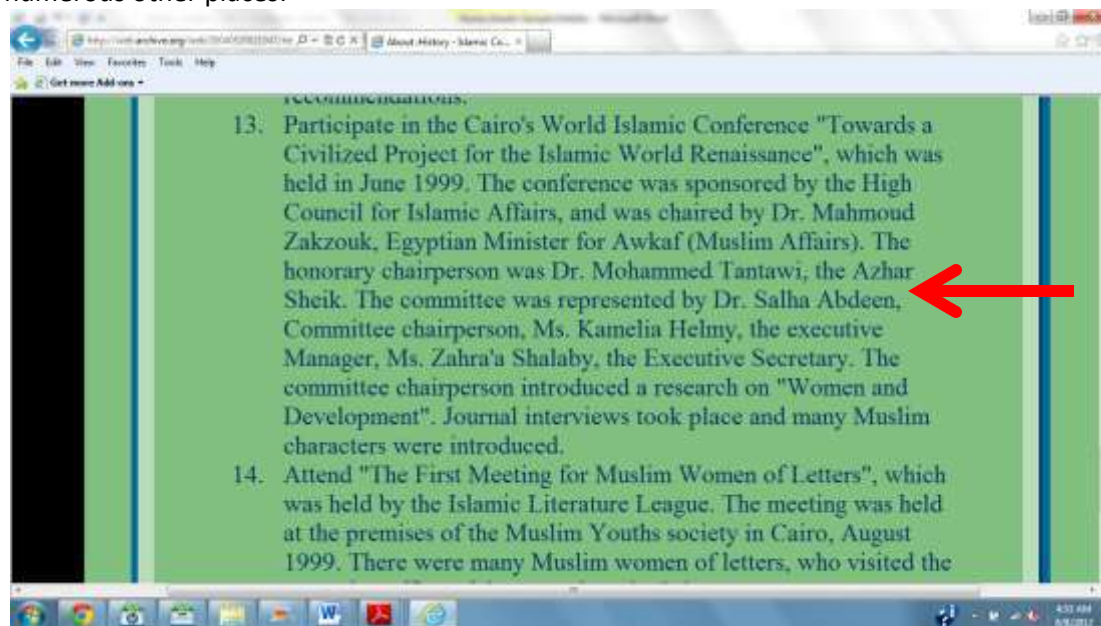 numerous other places.
About -History - Islamic Co...
File Edit View Favorites Tools Help
Get more Add-ons
recommendations.
13. Participate in the Cairo's World Islamic Conference "Towards a
Civilized Project for the Islamic World Renaissance", which was
held in June 1999. The conference was sponsored by the High
Council for Islamic Affairs, and was chaired by Dr. Mahmoud
Zakzouk, Egyptian Minister for Awkaf (Muslim Affairs). The
honorary chairperson was Dr. Mohammed Tantawi, the Azhar
Sheik. The committee was represented by Dr. Salha Abdeen,
Committee chairperson, Ms. Kamelia Helmy, the executive
Manager, Ms. Zahra'a Shalaby, the Executive Secretary. The
committee chairperson introduced a research on "Women and
Development". Journal interviews took place and many Muslim
characters were introduced.
14. Attend "The First Meeting for Muslim Women of Letters", which
was held by the Islamic Literature League. The meeting was held
at the premises of the Muslim Youths society in Cairo, August
1999. There were many Muslim women of letters, who visited the
4:51 AM